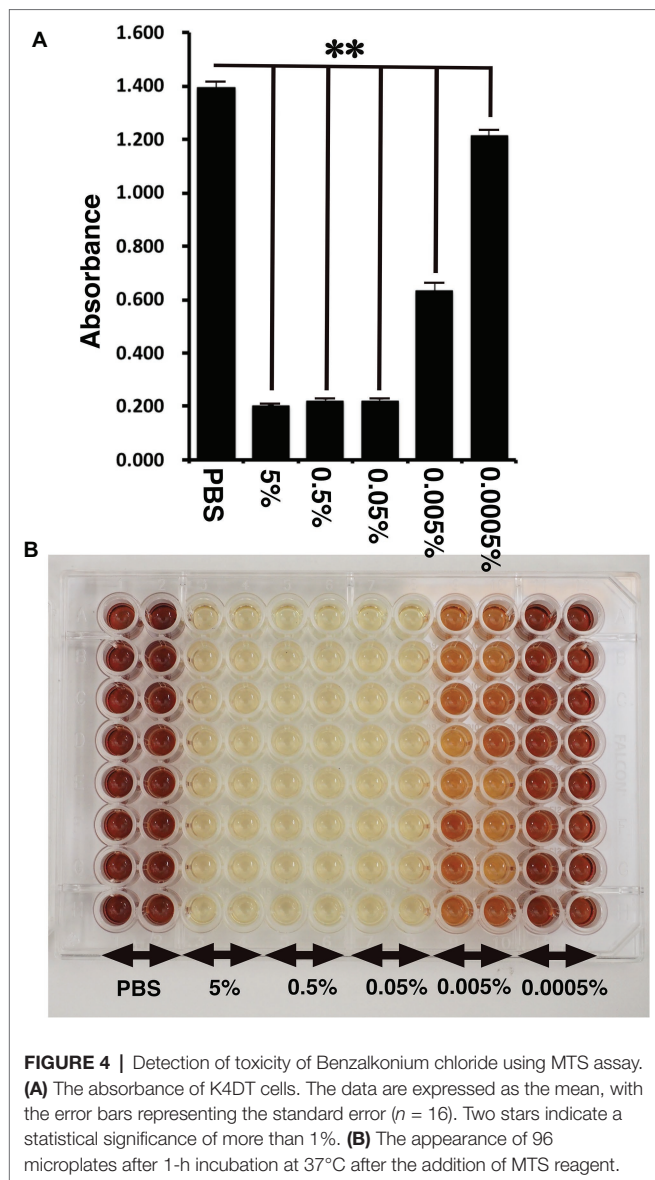 A
**
1.600
1.400
1.200
1.000
0.800
0.600
0.400
0.200
0.000
Absorbance
PBS
5%
0.5%
0.05%
0.005%
0.0005%
B
PBS 5% 0.5% 0.05% 0.005% 0.0005%
FIGURE 4 | Detection of toxicity of Benzalkonium chloride using MTS assay.
(A) The absorbance of K4DT cells. The data are expressed as the mean, with
the error bars representing the standard error (n = 16). Two stars indicate a
statistical significance of more than 1%. (B) The appearance of 96
microplates after 1-h incubation at 37°C after the addition of MTS reagent.